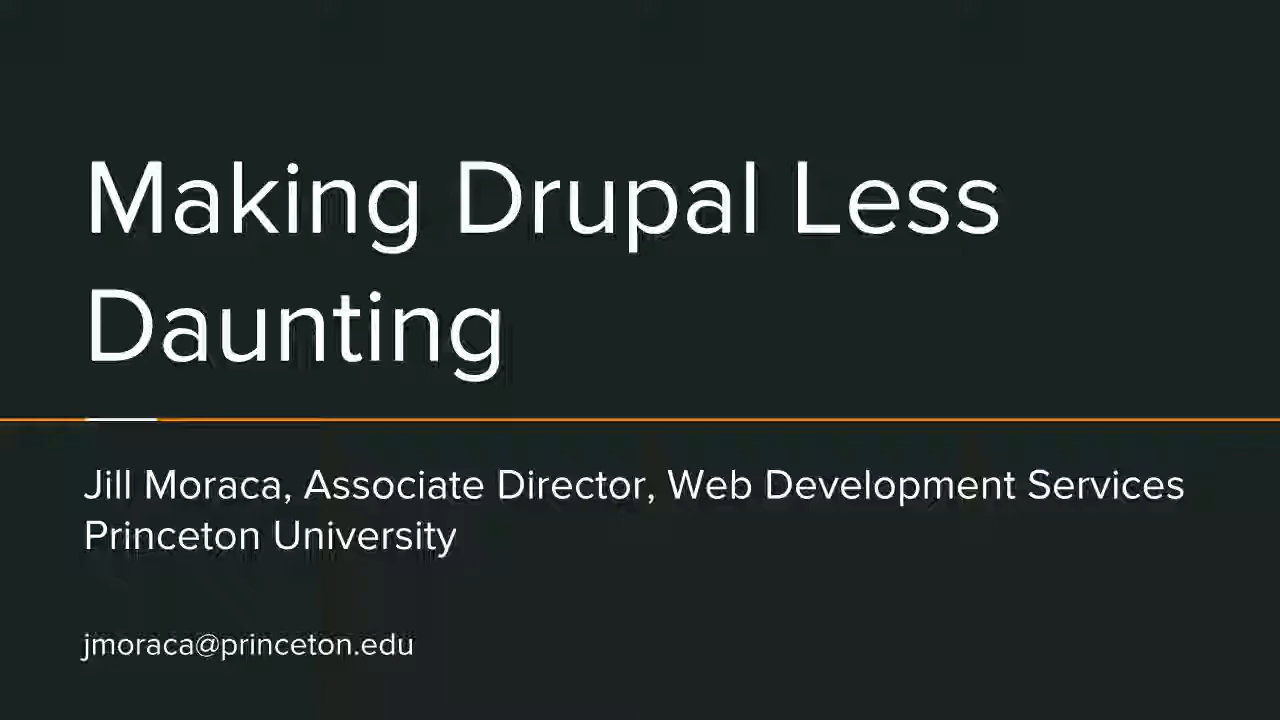 Making Drupal Less
Daunting
Jill Moraca, Associate Director, Web Development Services
Princeton University
jmoraca@princeton.edu